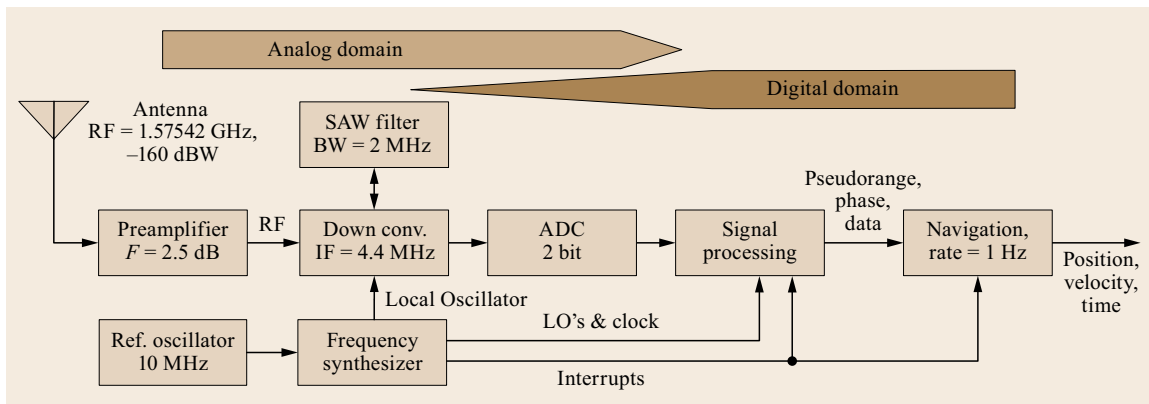 Analog domain
Digital domain
Antenna
RF = 1.57542 GHz,
–160 dBW
SAW filter
BW = 2 MHz
Preamplifier
F = 2.5 dB
RF
Down conv.
IF = 4.4 MHz
ADC
2 bit
Signal
processing
Pseudorange,
phase,
data
Navigation,
rate = 1 Hz
Position,
velocity,
time
Local Oscillator
Ref. oscillator
10 MHz
Frequency
synthesizer
LO's & clock
Interrupts